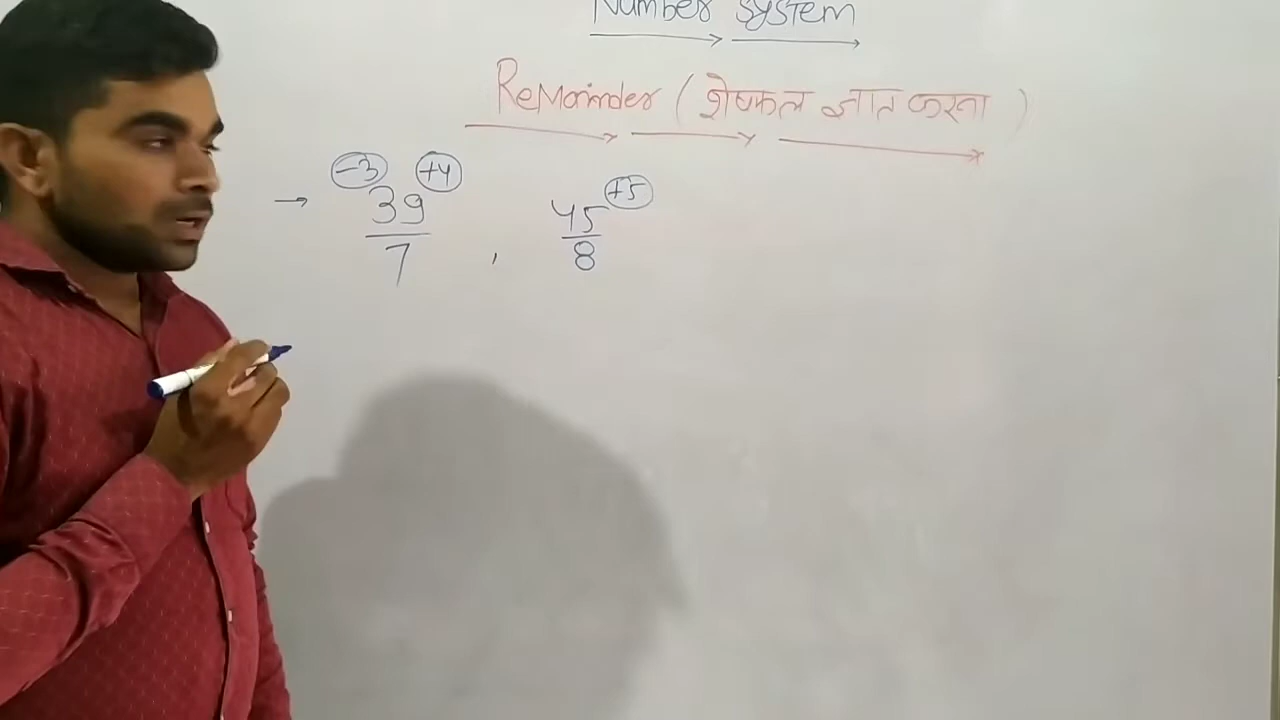 Number System
Remainder ( शेषफल ज्ञात करना )
→ -3 39 +4 / 7 , 45 +5 / 8